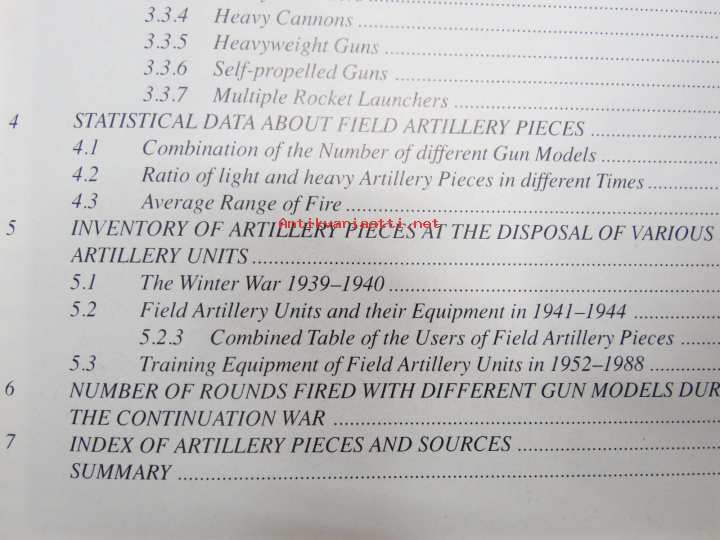 3.3.4 Heavy Cannons
3.3.5 Heavyweight Guns
3.3.6 Self-propelled Guns
3.3.7 Multiple Rocket Launchers
4 STATISTICAL DATA ABOUT FIELD ARTILLERY PIECES
4.1 Combination of the Number of different Gun Models
4.2 Ratio of light and heavy Artillery Pieces in different Times
4.3 Average Range of Fire
Antikvariaatti.net
5 INVENTORY OF ARTILLERY PIECES AT THE DISPOSAL OF VARIOUS
ARTILLERY UNITS
5.1 The Winter War 1939–1940
5.2 Field Artillery Units and their Equipment in 1941–1944
5.2.3 Combined Table of the Users of Field Artillery Pieces
5.3 Training Equipment of Field Artillery Units in 1952–1988
6 NUMBER OF ROUNDS FIRED WITH DIFFERENT GUN MODELS DUR
THE CONTINUATION WAR
7 INDEX OF ARTILLERY PIECES AND SOURCES
SUMMARY